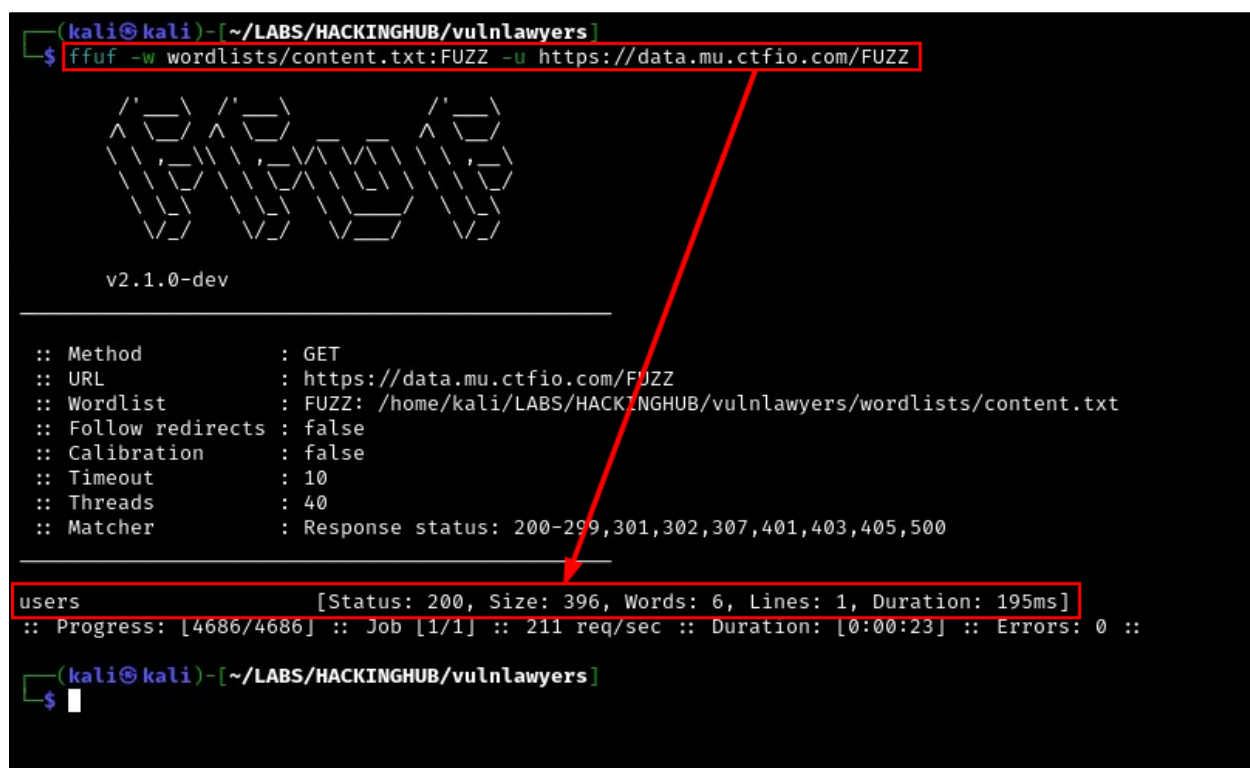 ┌──(kali㉿kali)-[~/LABS/HACKINGHUB/vulnlawyers]
└─$ ffuf -w wordlists/content.txt:FUZZ -u https://data.mu.ctfio.com/FUZZ
v2.1.0-dev
:: Method : GET
:: URL : https://data.mu.ctfio.com/FUZZ
:: Wordlist : FUZZ: /home/kali/LABS/HACKINGHUB/vulnlawyers/wordlists/content.txt
:: Follow redirects : false
:: Calibration : false
:: Timeout : 10
:: Threads : 40
:: Matcher : Response status: 200-299,301,302,307,401,403,405,500
users [Status: 200, Size: 396, Words: 6, Lines: 1, Duration: 195ms]
:: Progress: [4686/4686] :: Job [1/1] :: 211 req/sec :: Duration: [0:00:23] :: Errors: 0 ::
┌──(kali㉿kali)-[~/LABS/HACKINGHUB/vulnlawyers]
└─$